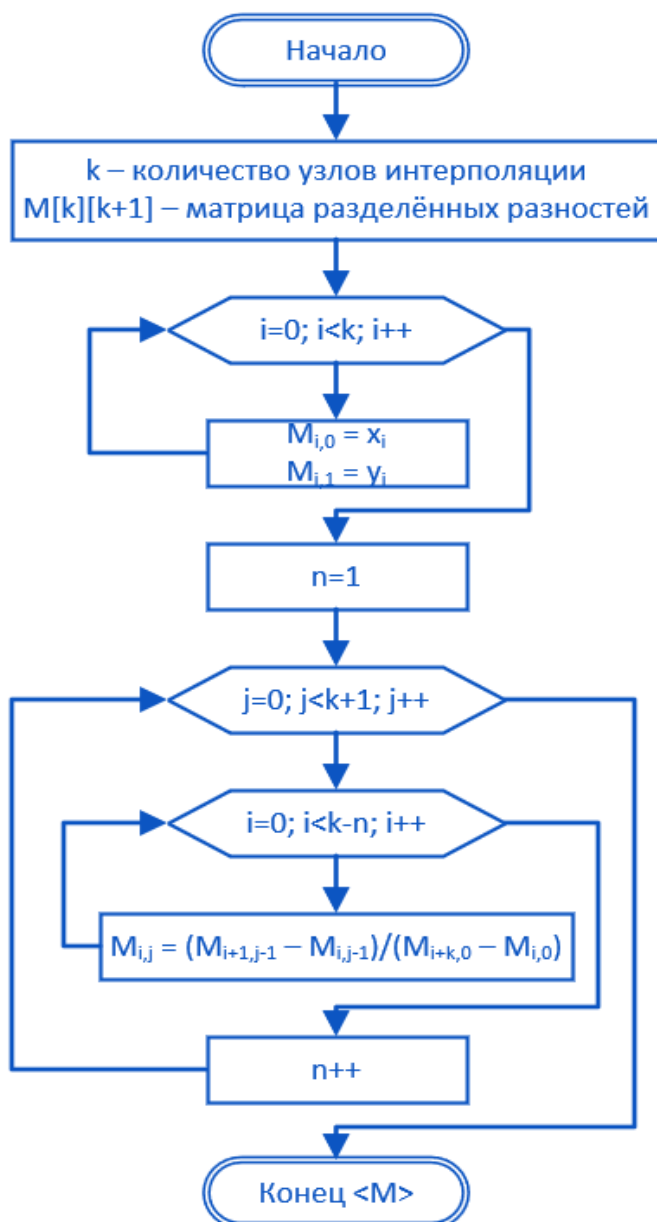 Начало
k – количество узлов интерполяции
M[k][k+1] – матрица разделённых разностей
i=0; i<k; i++
Mᵢ,₀ = xᵢ
Mᵢ,₁ = yᵢ
n=1
j=0; j<k+1; j++
i=0; i<k-n; i++
Mᵢ,ⱼ = (Mᵢ₊₁,ⱼ₋₁ – Mᵢ,ⱼ₋₁)/(Mᵢ₊ₖ,₀ – Mᵢ,₀)
n++
Конец <M>